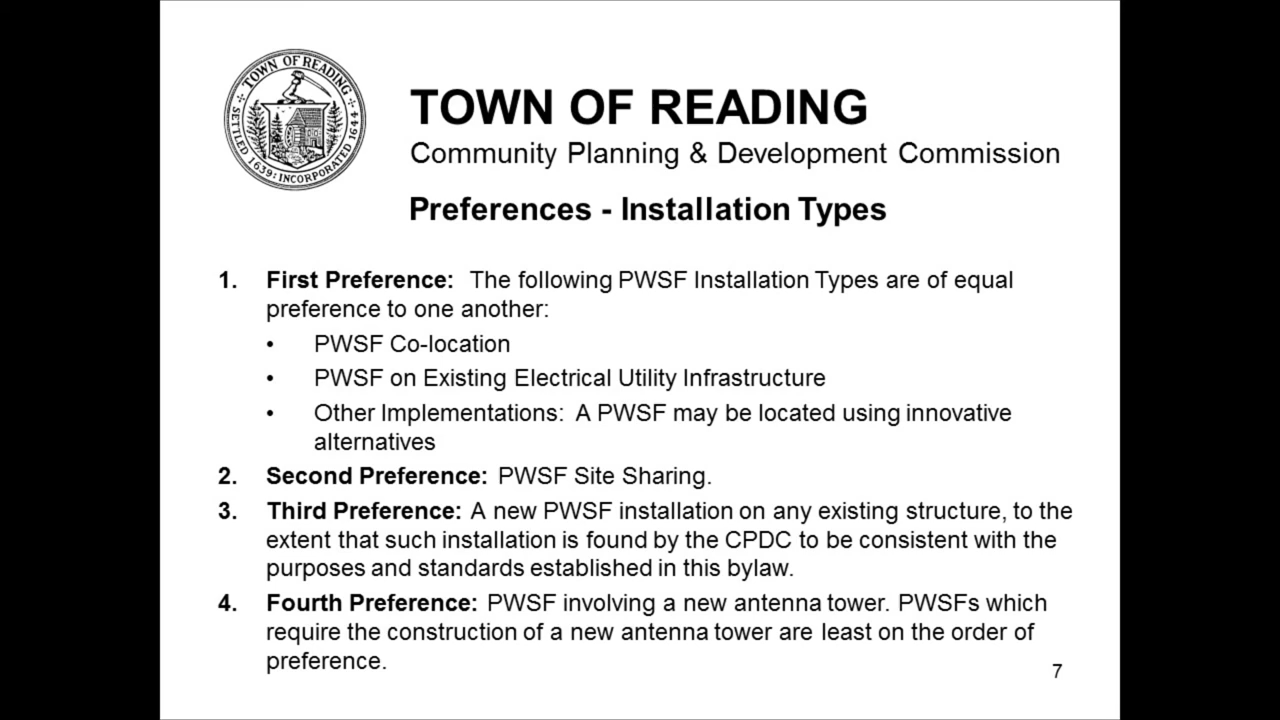 TOWN OF READING
SETTLED 1639: INCORPORATED 1644
TOWN OF READING
Community Planning & Development Commission
Preferences - Installation Types
1. First Preference: The following PWSF Installation Types are of equal
preference to one another:
• PWSF Co-location
• PWSF on Existing Electrical Utility Infrastructure
• Other Implementations: A PWSF may be located using innovative
alternatives
2. Second Preference: PWSF Site Sharing.
3. Third Preference: A new PWSF installation on any existing structure, to the
extent that such installation is found by the CPDC to be consistent with the
purposes and standards established in this bylaw.
4. Fourth Preference: PWSF involving a new antenna tower. PWSFs which
require the construction of a new antenna tower are least on the order of
preference.
7